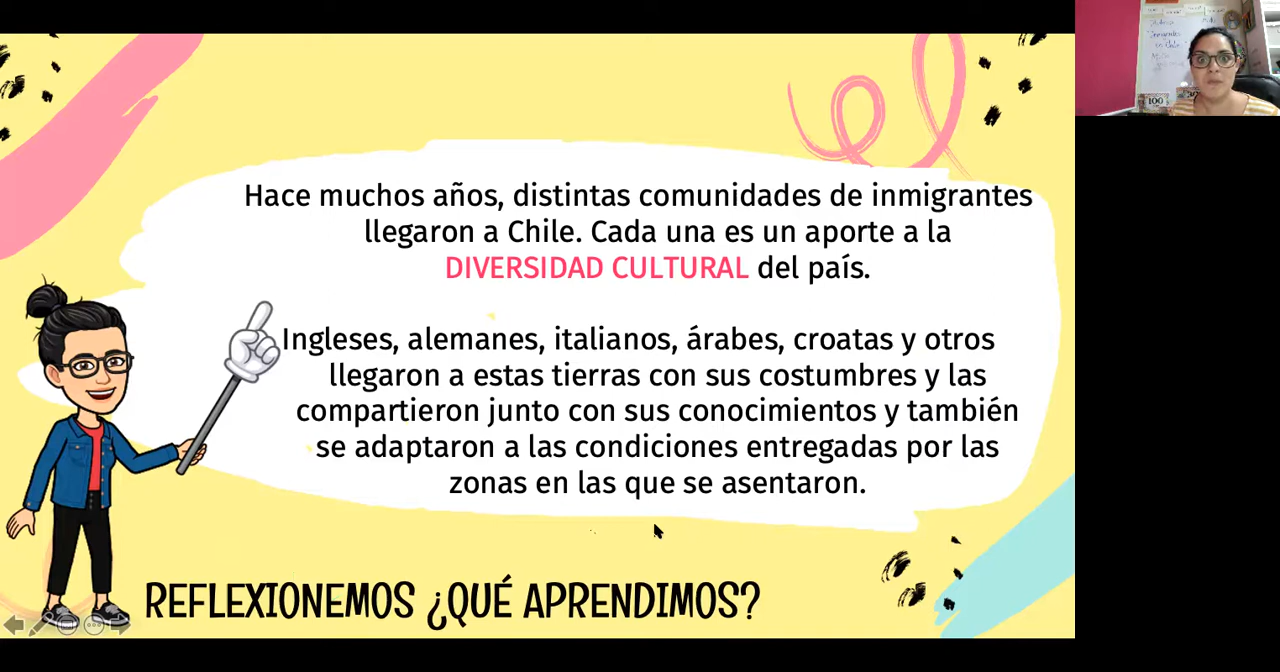 Hace muchos años, distintas comunidades de inmigrantes
llegaron a Chile. Cada una es un aporte a la
DIVERSIDAD CULTURAL del país.
Ingleses, alemanes, italianos, árabes, croatas y otros
llegaron a estas tierras con sus costumbres y las
compartieron junto con sus conocimientos y también
se adaptaron a las condiciones entregadas por las
zonas en las que se asentaron.
REFLEXIONEMOS ¿QUÉ APRENDIMOS?
100